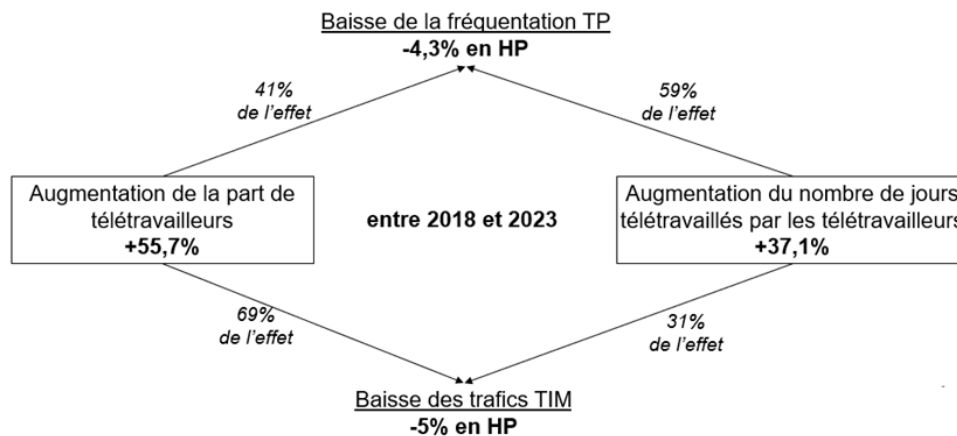 Baisse de la fréquentation TP
-4,3% en HP
41%
de l'effet
59%
de l'effet
Augmentation de la part de
télétravailleurs
+55,7%
entre 2018 et 2023
Augmentation du nombre de jours
télétravaillés par les télétravailleurs
+37,1%
69%
de l'effet
31%
de l'effet
Baisse des trafics TIM
-5% en HP